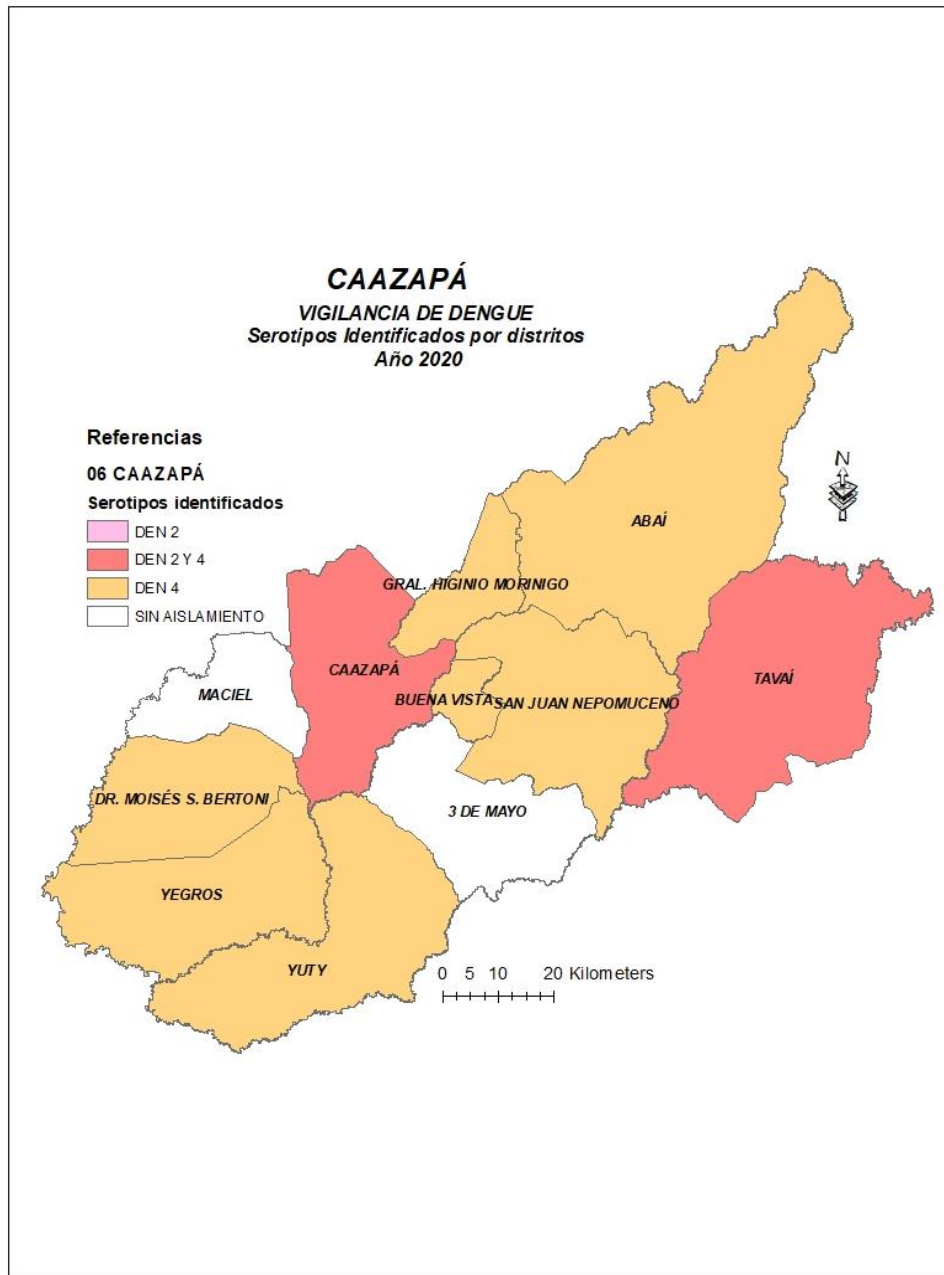 CAAZAPÁ
VIGILANCIA DE DENGUE
Serotipos Identificados por distritos
Año 2020
Referencias
06 CAAZAPÁ
Serotipos identificados
DEN 2
DEN 2 Y 4
DEN 4
SIN AISLAMIENTO
N
ABAÍ
GRAL. HIGINIO MORINIGO
CAAZAPÁ
TAVAÍ
MACIEL
BUENA VISTA
SAN JUAN NEPOMUCENO
DR. MOISÉS S. BERTONI
3 DE MAYO
YEGROS
YUTY
0 5 10 20 Kilometers